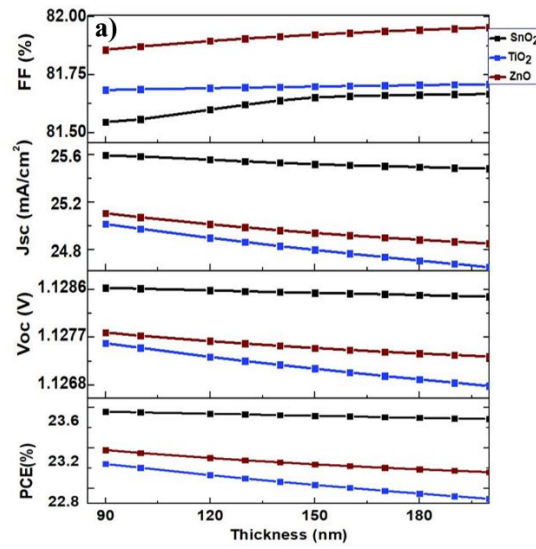 a)
SnO₂
TiO₂
ZnO
FF (%)
82.00
81.75
81.50
Jsc (mA/cm²)
25.6
25.2
24.8
Voc (V)
1.1286
1.1277
1.1268
PCE(%)
23.6
23.2
22.8
90 120 150 180
Thickness (nm)